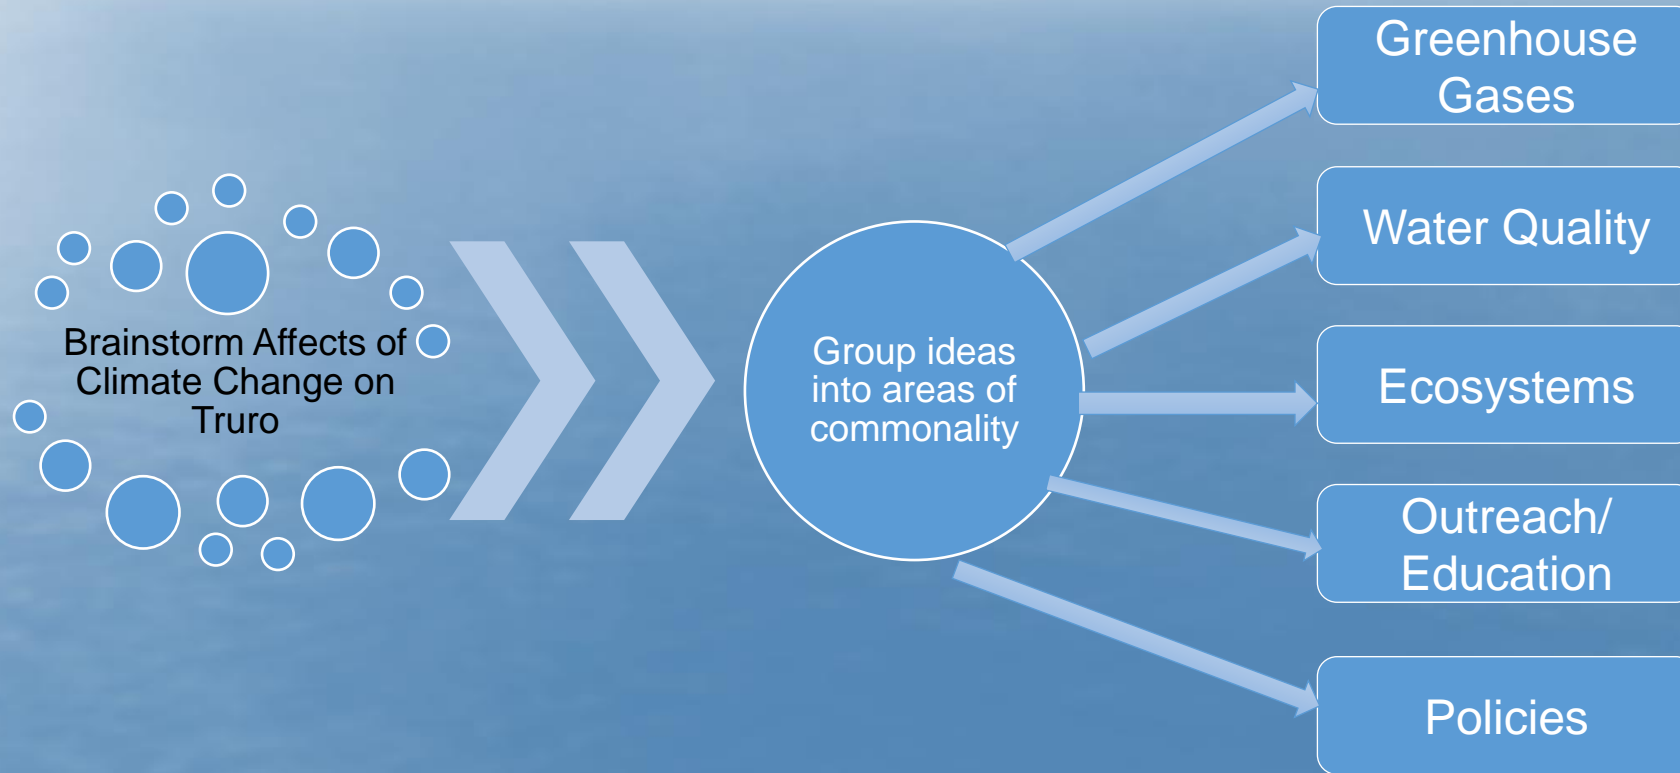 Brainstorm Affects of
Climate Change on
Truro
Group ideas
into areas of
commonality
Greenhouse
Gases
Water Quality
Ecosystems
Outreach/
Education
Policies